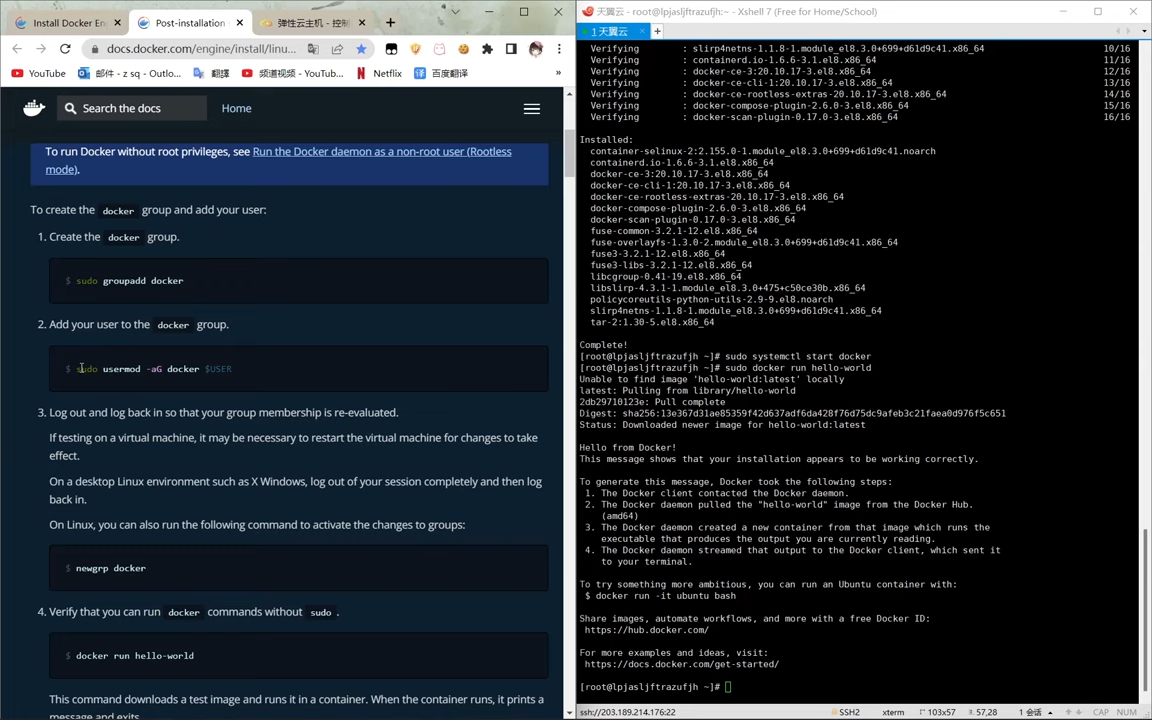 Install Docker En
Post-installation
弹性云主机 - 控制
docs.docker.com/engine/install/linu...
YouTube
邮件 - z sq - Outlo...
翻譯
频道视频 - YouTub...
Netflix
百度翻译
»
Search the docs
Home
To run Docker without root privileges, see Run the Docker daemon as a non-root user (Rootless
mode).
To create the docker group and add your user:
1. Create the docker group.
$ sudo groupadd docker
2. Add your user to the docker group.
$ sudo usermod -aG docker $USER
3. Log out and log back in so that your group membership is re-evaluated.
If testing on a virtual machine, it may be necessary to restart the virtual machine for changes to take
effect.
On a desktop Linux environment such as X Windows, log out of your session completely and then log
back in.
On Linux, you can also run the following command to activate the changes to groups:
$ newgrp docker
4. Verify that you can run docker commands without sudo .
$ docker run hello-world
This command downloads a test image and runs it in a container. When the container runs, it prints a
message and exits.
天翼云 - root@lpjasljftrazufjh:~ - Xshell 7 (Free for Home/School)
1 天翼云
Verifying : slirp4netns-1.1.8-1.module_el8.3.0+699+d61d9c41.x86_64 10/16
Verifying : containerd.io-1.6.6-3.1.el8.x86_64 11/16
Verifying : docker-ce-3:20.10.17-3.el8.x86_64 12/16
Verifying : docker-ce-cli-1:20.10.17-3.el8.x86_64 13/16
Verifying : docker-ce-rootless-extras-20.10.17-3.el8.x86_64 14/16
Verifying : docker-compose-plugin-2.6.0-3.el8.x86_64 15/16
Verifying : docker-scan-plugin-0.17.0-3.el8.x86_64 16/16
Installed:
container-selinux-2:2.155.0-1.module_el8.3.0+699+d61d9c41.noarch
containerd.io-1.6.6-3.1.el8.x86_64
docker-ce-3:20.10.17-3.el8.x86_64
docker-ce-cli-1:20.10.17-3.el8.x86_64
docker-ce-rootless-extras-20.10.17-3.el8.x86_64
docker-compose-plugin-2.6.0-3.el8.x86_64
docker-scan-plugin-0.17.0-3.el8.x86_64
fuse-common-3.2.1-12.el8.x86_64
fuse-overlayfs-1.3.0-2.module_el8.3.0+699+d61d9c41.x86_64
fuse3-3.2.1-12.el8.x86_64
fuse3-libs-3.2.1-12.el8.x86_64
libcgroup-0.41-19.el8.x86_64
libslirp-4.3.1-1.module_el8.3.0+475+c50ce30b.x86_64
policycoreutils-python-utils-2.9-9.el8.noarch
slirp4netns-1.1.8-1.module_el8.3.0+699+d61d9c41.x86_64
tar-2:1.30-5.el8.x86_64
Complete!
[root@lpjasljftrazufjh ~]# sudo systemctl start docker
[root@lpjasljftrazufjh ~]# sudo docker run hello-world
Unable to find image 'hello-world:latest' locally
latest: Pulling from library/hello-world
2db29710123e: Pull complete
Digest: sha256:13e367d31ae85359f42d637adf6da428f76d75dc9afeb3c21faea0d976f5c651
Status: Downloaded newer image for hello-world:latest
Hello from Docker!
This message shows that your installation appears to be working correctly.
To generate this message, Docker took the following steps:
1. The Docker client contacted the Docker daemon.
2. The Docker daemon pulled the "hello-world" image from the Docker Hub.
(amd64)
3. The Docker daemon created a new container from that image which runs the
executable that produces the output you are currently reading.
4. The Docker daemon streamed that output to the Docker client, which sent it
to your terminal.
To try something more ambitious, you can run an Ubuntu container with:
$ docker run -it ubuntu bash
Share images, automate workflows, and more with a free Docker ID:
https://hub.docker.com/
For more examples and ideas, visit:
https://docs.docker.com/get-started/
[root@lpjasljftrazufjh ~]#
ssh://203.189.214.176:22 SSH2 xterm 103x57 57,28 1 会话 CAP NUM